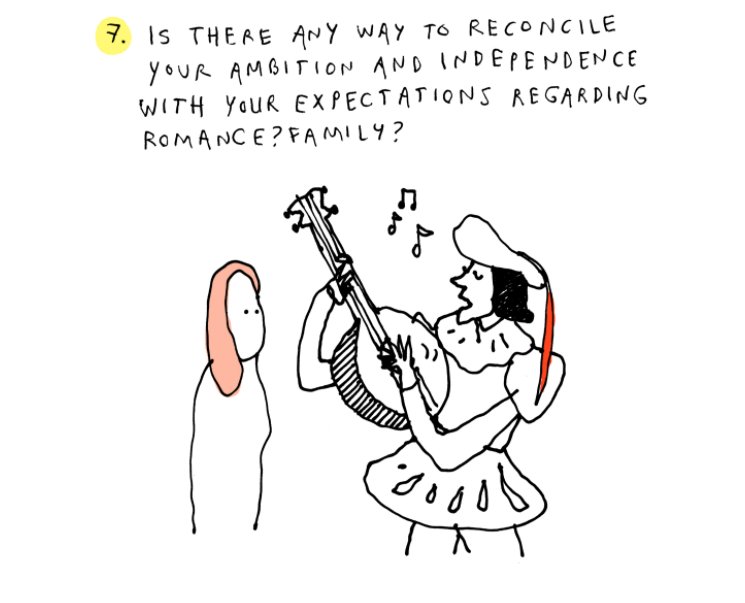 7. IS THERE ANY WAY TO RECONCILE
YOUR AMBITION AND INDEPENDENCE
WITH YOUR EXPECTATIONS REGARDING
ROMANCE? FAMILY?